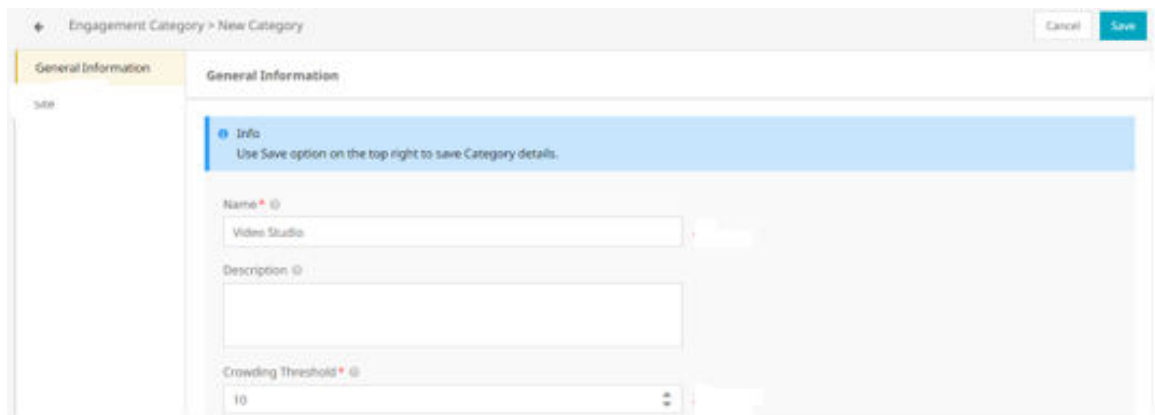 Engagement Category > New Category
Cancel
Save
General Information
Site
General Information
Info
Use Save option on the top right to save Category details.
Name*
Video Studio
Description
Crowding Threshold*
10